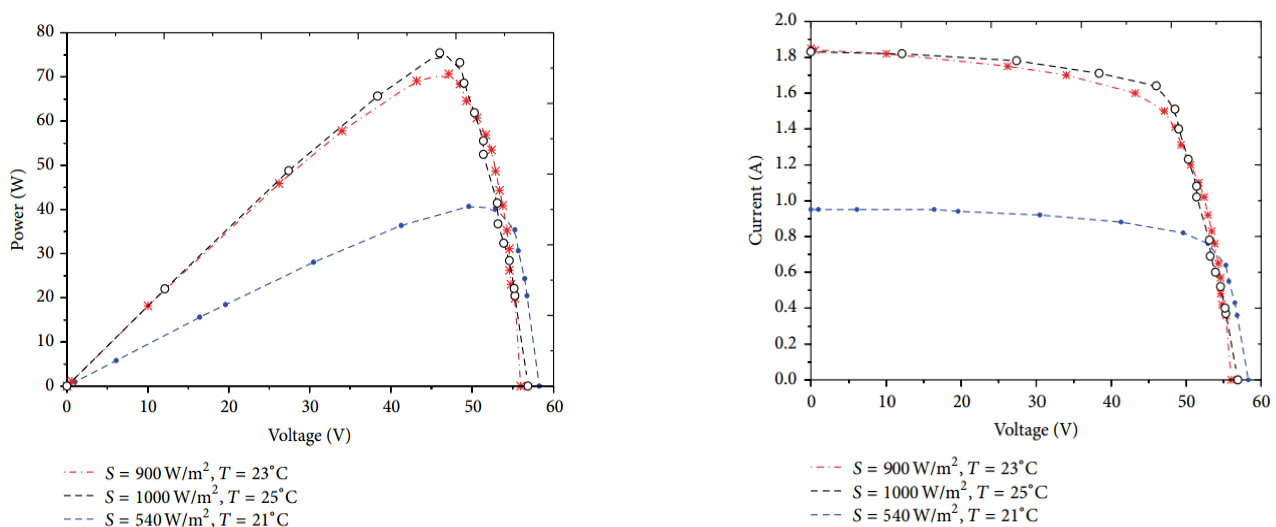 80
70
60
50
40
30
20
10
0
Power (W)
0 10 20 30 40 50 60
Voltage (V)
S = 900 W/m², T = 23°C
S = 1000 W/m², T = 25°C
S = 540 W/m², T = 21°C
2.0
1.8
1.6
1.4
1.2
1.0
0.8
0.6
0.4
0.2
0.0
Current (A)
0 10 20 30 40 50 60
Voltage (V)
S = 900 W/m², T = 23°C
S = 1000 W/m², T = 25°C
S = 540 W/m², T = 21°C